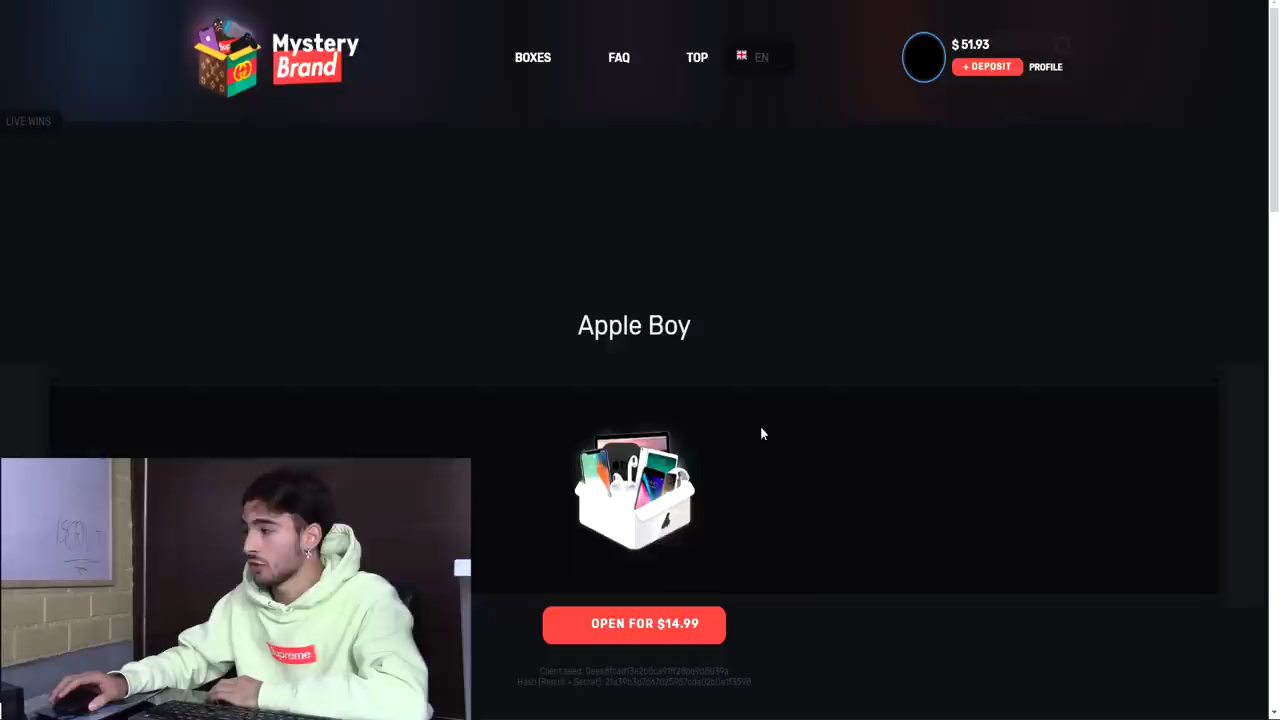 Mystery
Brand
BOXES
FAQ
TOP
EN
$ 51.93
+ DEPOSIT
PROFILE
LIVE WINS
Apple Boy
OPEN FOR $14.99
Supreme